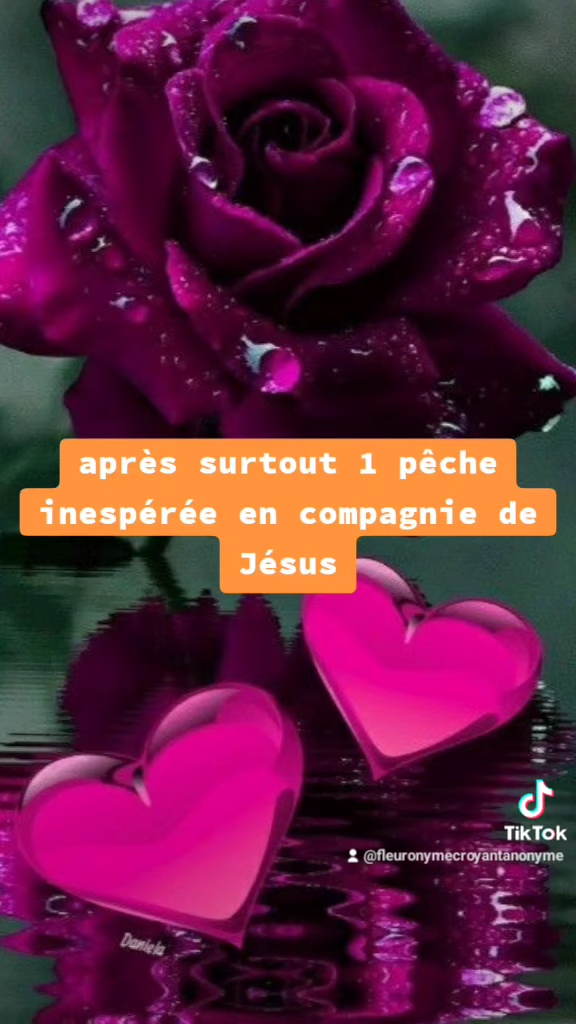 après surtout 1 pêche
inespérée en compagnie de
Jésus
TikTok
@fleuronymecroyantanonyme
Daniela